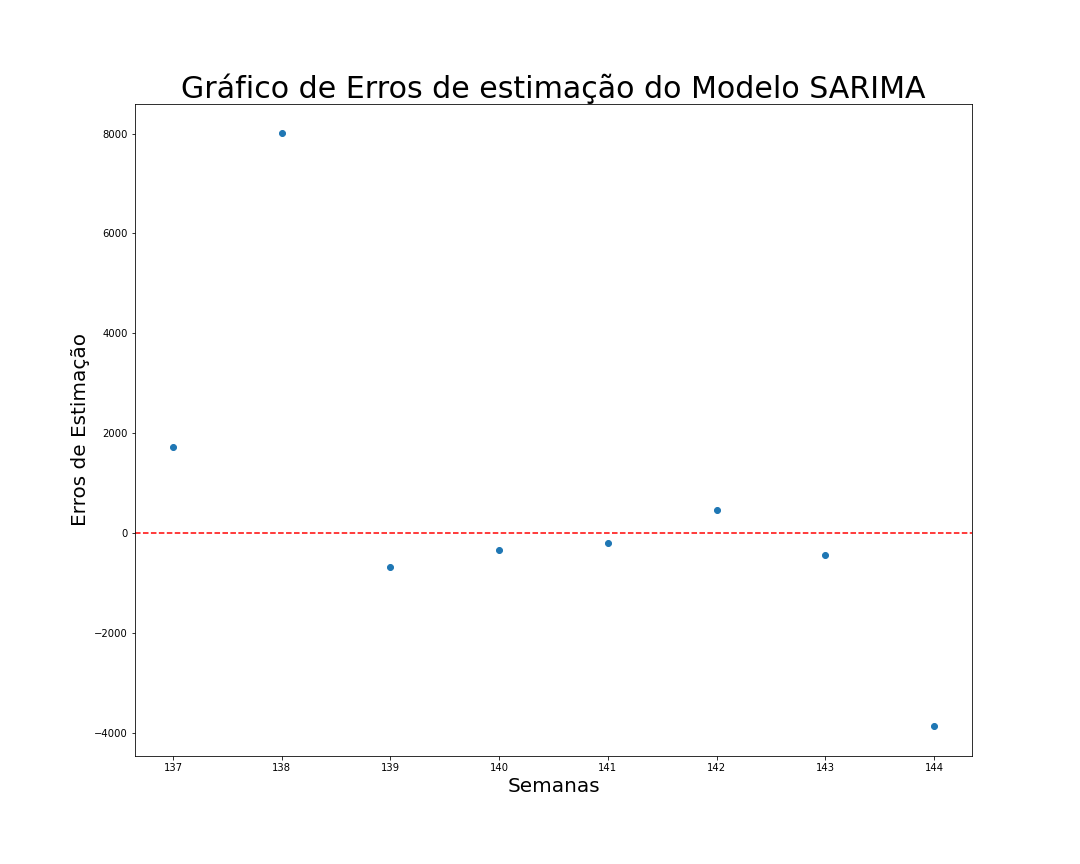 Gráfico de Erros de estimação do Modelo SARIMA
Erros de Estimação
8000
6000
4000
2000
0
−2000
−4000
137 138 139 140 141 142 143 144
Semanas